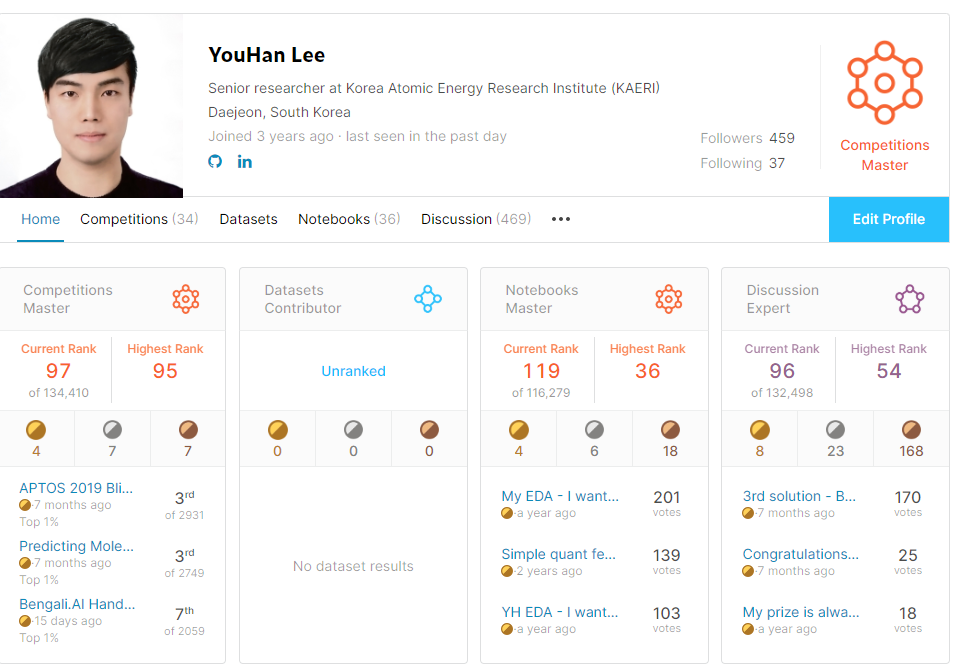 YouHan Lee
Senior researcher at Korea Atomic Energy Research Institute (KAERI)
Daejeon, South Korea
Joined 3 years ago · last seen in the past day
in
Followers 459
Following 37
Competitions
Master
Home Competitions (34) Datasets Notebooks (36) Discussion (469) •••
Edit Profile
Competitions
Master
Current Rank Highest Rank
97 95
of 134,410
4 7 7
APTOS 2019 Bli... 3rd
·7 months ago of 2931
Top 1%
Predicting Mole... 3rd
·7 months ago of 2749
Top 1%
Bengali.AI Hand... 7th
·15 days ago of 2059
Top 1%
Datasets
Contributor
Unranked
0 0 0
No dataset results
Notebooks
Master
Current Rank Highest Rank
119 36
of 116,279
4 6 18
My EDA - I want... 201
·a year ago votes
Simple quant fe... 139
·2 years ago votes
YH EDA - I want... 103
·a year ago votes
Discussion
Expert
Current Rank Highest Rank
96 54
of 132,498
8 23 168
3rd solution - B... 170
·7 months ago votes
Congratulations... 25
·7 months ago votes
My prize is alwa... 18
·a year ago votes